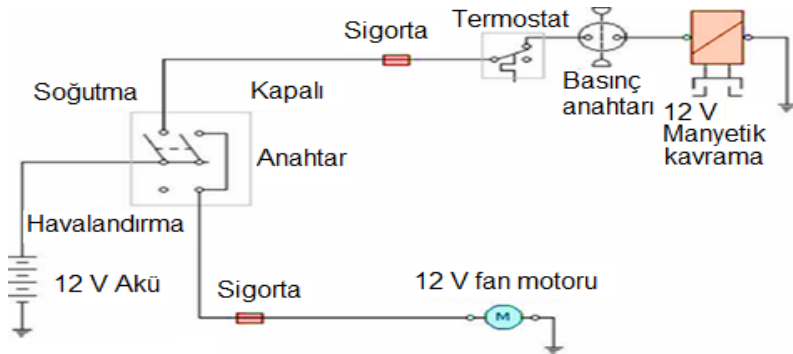 Termostat
Sigorta
Soğutma
Kapalı
Basınç
anahtarı
12 V
Manyetik
kavrama
Anahtar
Havalandırma
12 V Akü
Sigorta
12 V fan motoru
M